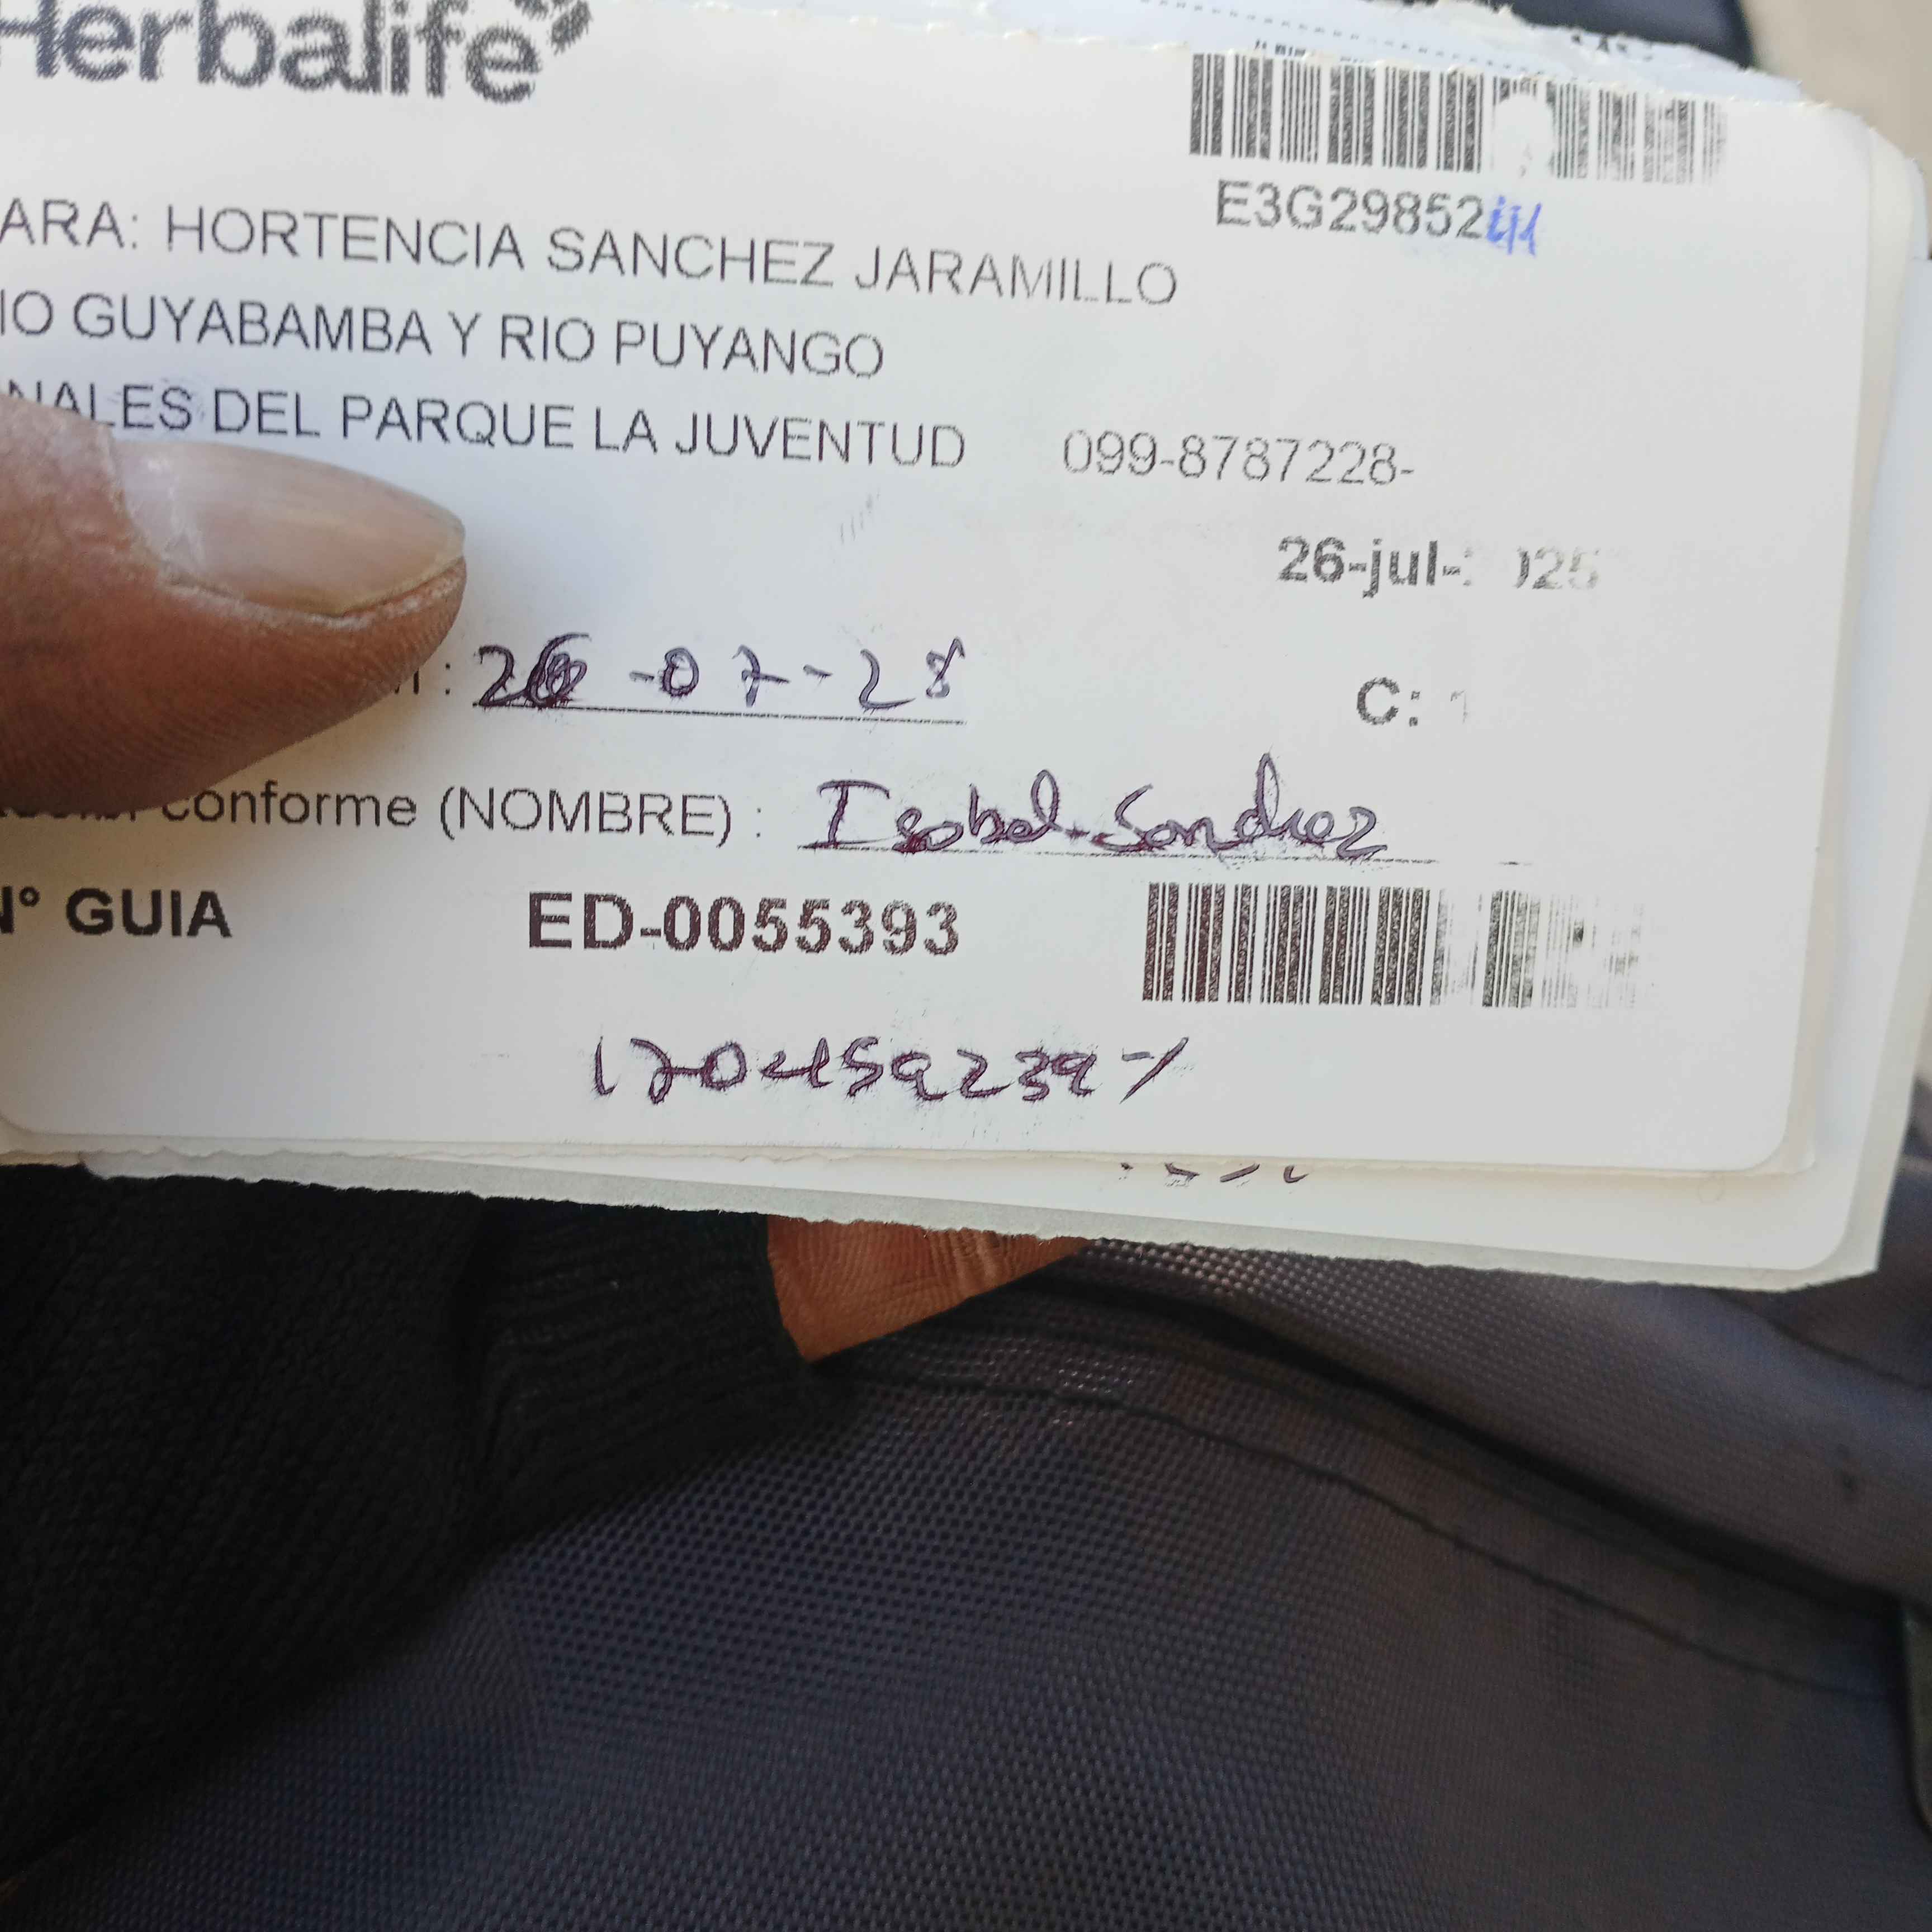 Herbalife
E3G2985241
ARA: HORTENCIA SANCHEZ JARAMILLO
IO GUYABAMBA Y RIO PUYANGO
NALES DEL PARQUE LA JUVENTUD 099-8787228-
26-jul-
26-07-25
C:
conforme (NOMBRE) : Isabel Sanchez
N° GUIA ED-0055393